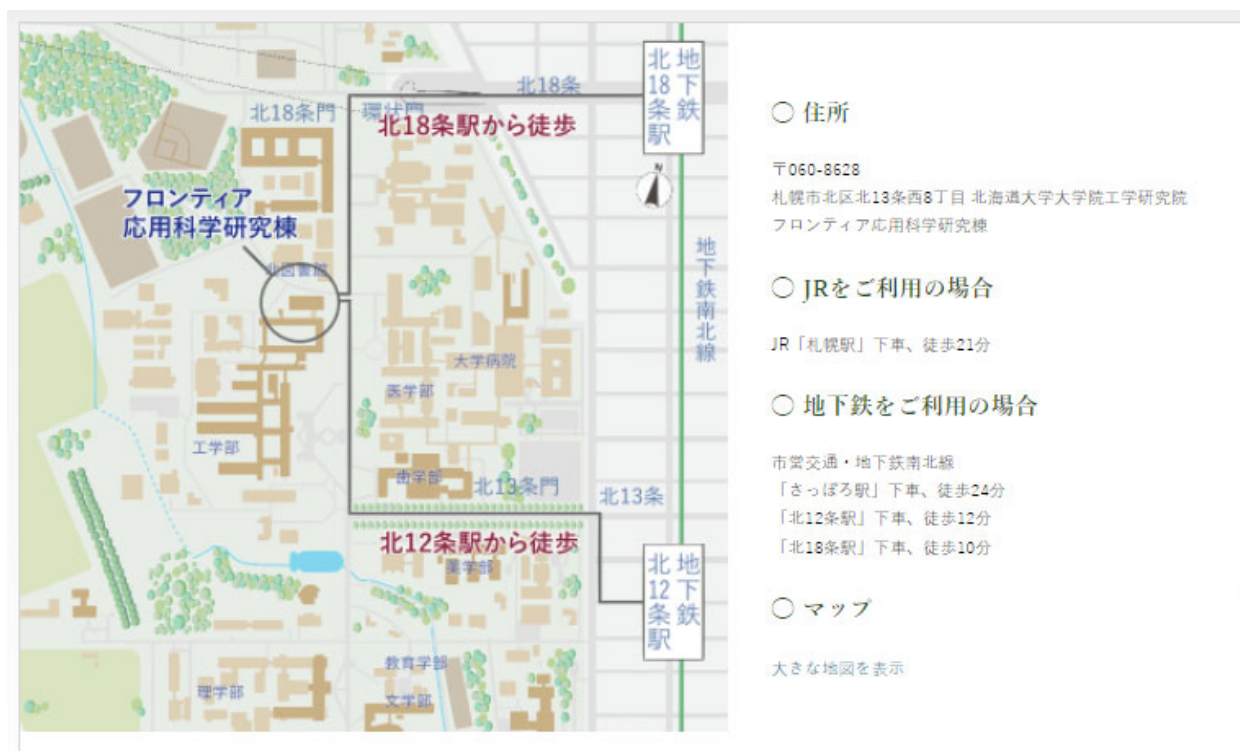 北18条
地下鉄
北18条駅
北18条門
環状門
北18条駅から徒歩
N
フロンティア
応用科学研究棟
北図書館
地下鉄南北線
大学病院
医学部
工学部
歯学部
北13条門
北13条
北12条駅から徒歩
薬学部
地下鉄
北12条駅
教育学部
理学部
文学部
〇 住所
〒060-8628
札幌市北区北13条西8丁目 北海道大学大学院工学研究院
フロンティア応用科学研究棟
〇 JRをご利用の場合
JR「札幌駅」下車、徒歩21分
〇 地下鉄をご利用の場合
市営交通・地下鉄南北線
「さっぽろ駅」下車、徒歩24分
「北12条駅」下車、徒歩12分
「北18条駅」下車、徒歩10分
〇 マップ
大きな地図を表示